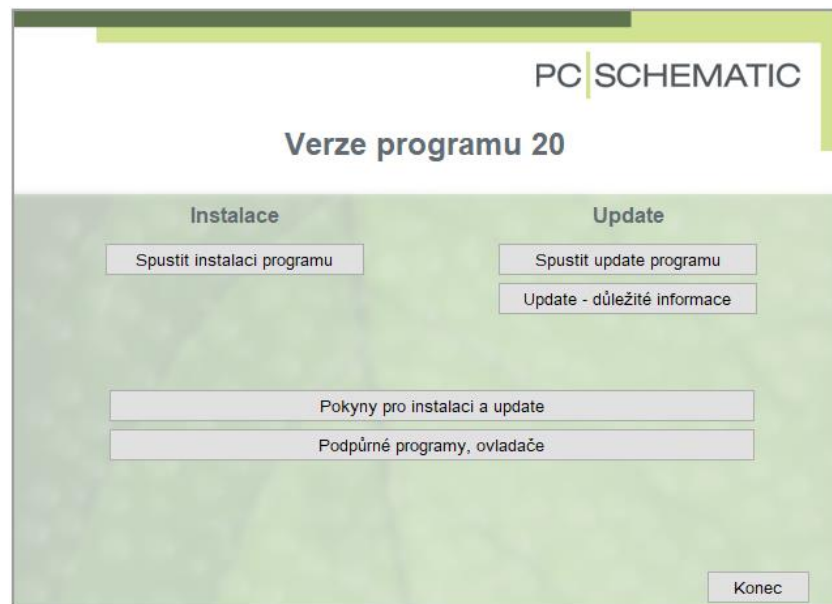 PC SCHEMATIC
Verze programu 20
Instalace
Update
Spustit instalaci programu
Spustit update programu
Update - důležité informace
Pokyny pro instalaci a update
Podpůrné programy, ovladače
Konec